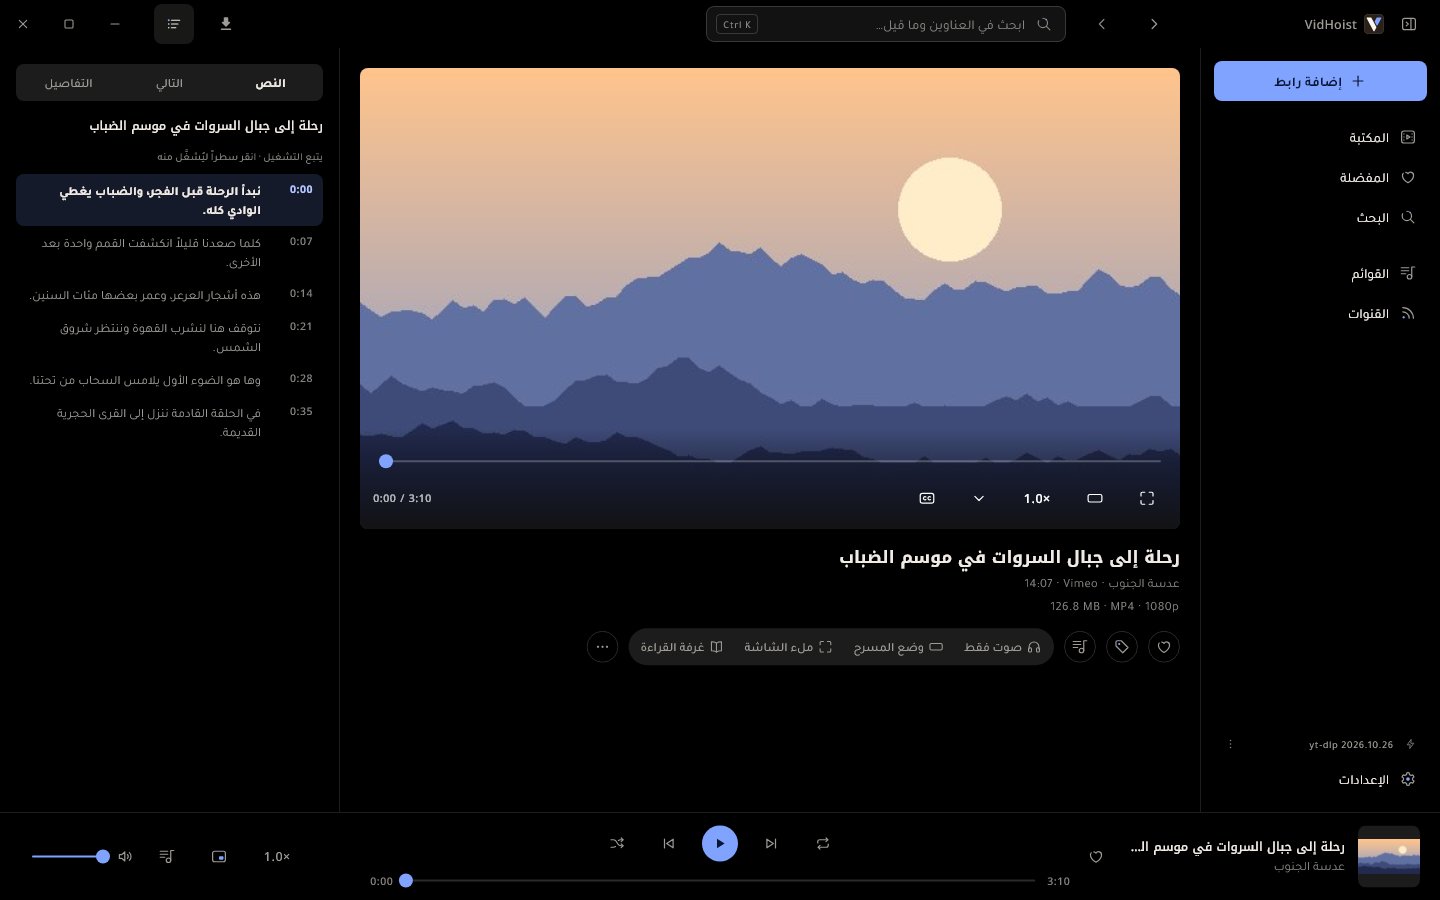 VidHoist
ابحث في العناوين وما قيل...
Ctrl K
إضافة رابط
المكتبة
المفضلة
البحث
القوائم
القنوات
yt-dlp 2026.10.26
الإعدادات
0:00 / 3:10
1.0×
رحلة إلى جبال السروات في موسم الضباب
عدسة الجنوب · Vimeo · 14:07
126.8 MB · MP4 · 1080p
صوت فقط
وضع المسرح
ملء الشاشة
غرفة القراءة
النص
التالي
التفاصيل
رحلة إلى جبال السروات في موسم الضباب
يتبع التشغيل · انقر سطراً ليُشغَّل منه
0:00
نبدأ الرحلة قبل الفجر، والضباب يغطي
الوادي كله.
0:07
كلما صعدنا قليلاً انكشفت القمم واحدة بعد
الأخرى.
0:14
هذه أشجار العرعر، وعمر بعضها مئات السنين.
0:21
نتوقف هنا لنشرب القهوة وننتظر شروق
الشمس.
0:28
وها هو الضوء الأول يلامس السحاب من تحتنا.
0:35
في الحلقة القادمة ننزل إلى القرى الحجرية
القديمة.
رحلة إلى جبال السروات في موسم الـ...
عدسة الجنوب
0:00
3:10
1.0×